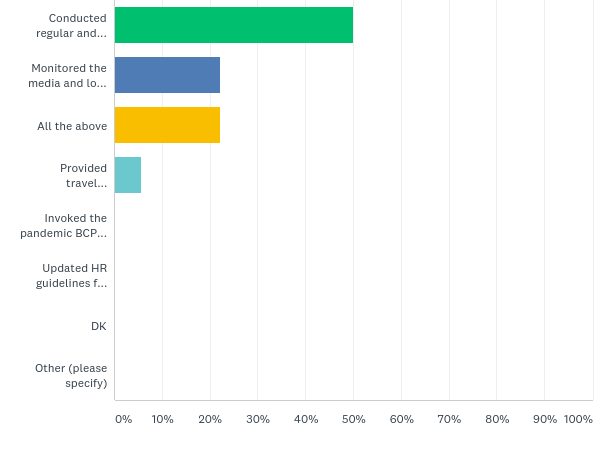 Conducted
regular and...
Monitored the
media and lo...
All the above
Provided
travel...
Invoked the
pandemic BCP...
Updated HR
guidelines f...
DK
Other (please
specify)
0% 10% 20% 30% 40% 50% 60% 70% 80% 90% 100%